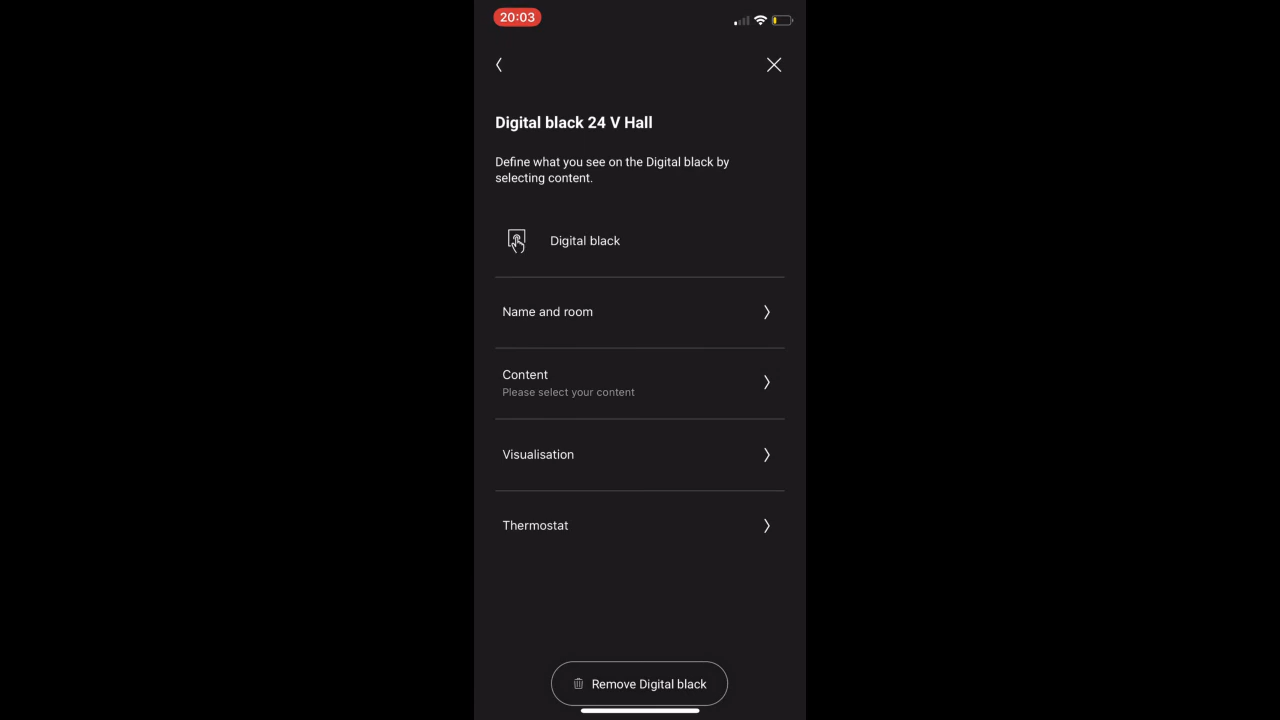 20:03
Digital black 24 V Hall
Define what you see on the Digital black by
selecting content.
Digital black
Name and room
Content
Please select your content
Visualisation
Thermostat
Remove Digital black